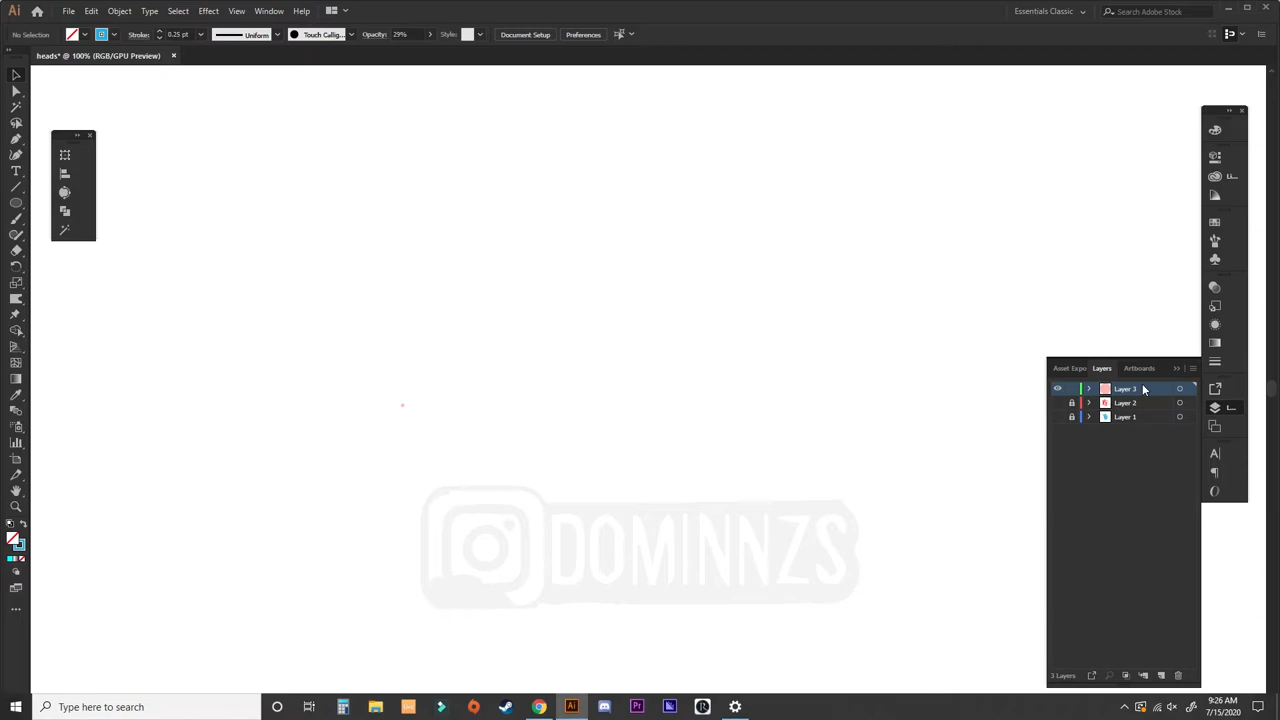 Ai File Edit Object Type Select Effect View Window Help Essentials Classic Search Adobe Stock
No Selection Stroke: 0.25 pt Uniform Touch Callig... Opacity: 29% Style: Document Setup Preferences
heads* @ 100% (RGB/GPU Preview)
Li...
Asset Expo Layers Artboards
Layer 3
Layer 2
Layer 1
L...
DOMINNZS
3 Layers
Type here to search
9:26 AM
7/15/2020